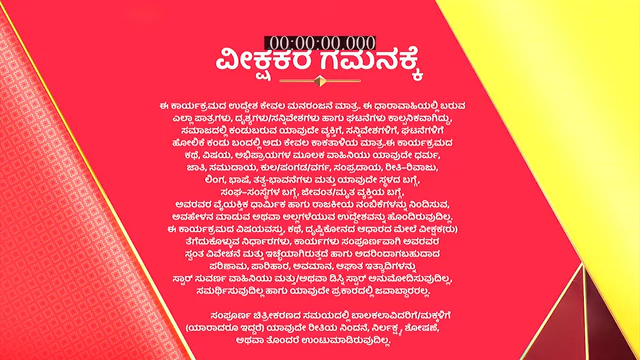 00:00:00.000
ವೀಕ್ಷಕರ ಗಮನಕ್ಕೆ
ಈ ಕಾರ್ಯಕ್ರಮದ ಉದ್ದೇಶ ಕೇವಲ ಮನರಂಜನೆ ಮಾತ್ರ. ಈ ಧಾರಾವಾಹಿಯಲ್ಲಿ ಬರುವ
ಎಲ್ಲಾ ಪಾತ್ರಗಳು, ದೃಶ್ಯಗಳು/ಸನ್ನಿವೇಶಗಳು ಹಾಗು ಘಟನೆಗಳು ಕಾಲ್ಪನಿಕವಾಗಿದ್ದು,
ಸಮಾಜದಲ್ಲಿ ಕಂಡುಬರುವ ಯಾವುದೇ ವ್ಯಕ್ತಿಗೆ, ಸನ್ನಿವೇಶಗಳಿಗೆ, ಘಟನೆಗಳಿಗೆ
ಹೋಲಿಕೆ ಕಂಡು ಬಂದಲ್ಲಿ ಅದು ಕೇವಲ ಕಾಕತಾಳಿಯ ಮಾತ್ರ.ಈ ಕಾರ್ಯಕ್ರಮದ
ಕಥೆ, ವಿಷಯ, ಅಭಿಪ್ರಾಯಗಳ ಮೂಲಕ ವಾಹಿನಿಯು ಯಾವುದೇ ಧರ್ಮ,
ಜಾತಿ, ಸಮುದಾಯ, ಕುಲ/ಪಂಗಡ/ವರ್ಗ, ಸಂಪ್ರದಾಯ, ರೀತಿ-ರಿವಾಜು,
ಲಿಂಗ, ಭಾಷೆ, ತತ್ವ-ಭಾವನೆಗಳು ಮತ್ತು ಯಾವುದೇ ಸ್ಥಳದ ಬಗ್ಗೆ,
ಸಂಘ-ಸಂಸ್ಥೆಗಳ ಬಗ್ಗೆ, ಜೀವಂತ/ಮೃತ ವ್ಯಕ್ತಿಯ ಬಗ್ಗೆ,
ಅವರವರ ವೈಯಕ್ತಿಕ ಧಾರ್ಮಿಕ ಹಾಗು ರಾಜಕೀಯ ನಂಬಿಕೆಗಳನ್ನು ನಿಂದಿಸುವ,
ಅವಹೇಳನ ಮಾಡುವ ಅಥವಾ ಅಲ್ಲಗಳೆಯುವ ಉದ್ದೇಶವನ್ನು ಹೊಂದಿರುವುದಿಲ್ಲ.
ಈ ಕಾರ್ಯಕ್ರಮದ ವಿಷಯವಸ್ತು, ಕಥೆ, ದೃಷ್ಟಿಕೋನದ ಆಧಾರದ ಮೇಲೆ ವೀಕ್ಷಕ(ರು)
ತೆಗೆದುಕೊಳ್ಳುವ ನಿರ್ಧಾರಗಳು, ಕಾರ್ಯಗಳು ಸಂಪೂರ್ಣವಾಗಿ ಅವರವರ
ಸ್ವಂತ ವಿವೇಚನೆ ಮತ್ತು ಇಚ್ಛೆಯಾಗಿರುತ್ತದೆ ಹಾಗು ಅದರಿಂದಾಗಬಹುದಾದ
ಪರಿಣಾಮ, ಪಾರಿಹಾರ, ಅವಮಾನ, ಆಘಾತ ಇತ್ಯಾದಿಗಳನ್ನು
ಸ್ಟಾರ್ ಸುವರ್ಣ ವಾಹಿನಿಯು ಮತ್ತು/ಅಥವಾ ಡಿಸ್ನಿ ಸ್ಟಾರ್ ಅನುಮೋದಿಸುವುದಿಲ್ಲ,
ಸಮರ್ಥಿಸುವುದಿಲ್ಲ ಹಾಗು ಯಾವುದೇ ಪ್ರಕಾರದಲ್ಲಿ ಜವಾಬ್ದಾರರಲ್ಲ.
ಸಂಪೂರ್ಣ ಚಿತ್ರೀಕರಣದ ಸಮಯದಲ್ಲಿ ಬಾಲಕಲಾವಿದರಿಗೆ/ಮಕ್ಕಳಿಗೆ
(ಯಾರಾದರೂ ಇದ್ದರೆ) ಯಾವುದೇ ರೀತಿಯ ನಿಂದನೆ, ನಿರ್ಲಕ್ಷ್ಯ, ಶೋಷಣೆ,
ಅಥವಾ ತೊಂದರೆ ಉಂಟುಮಾಡಿರುವುದಿಲ್ಲ.